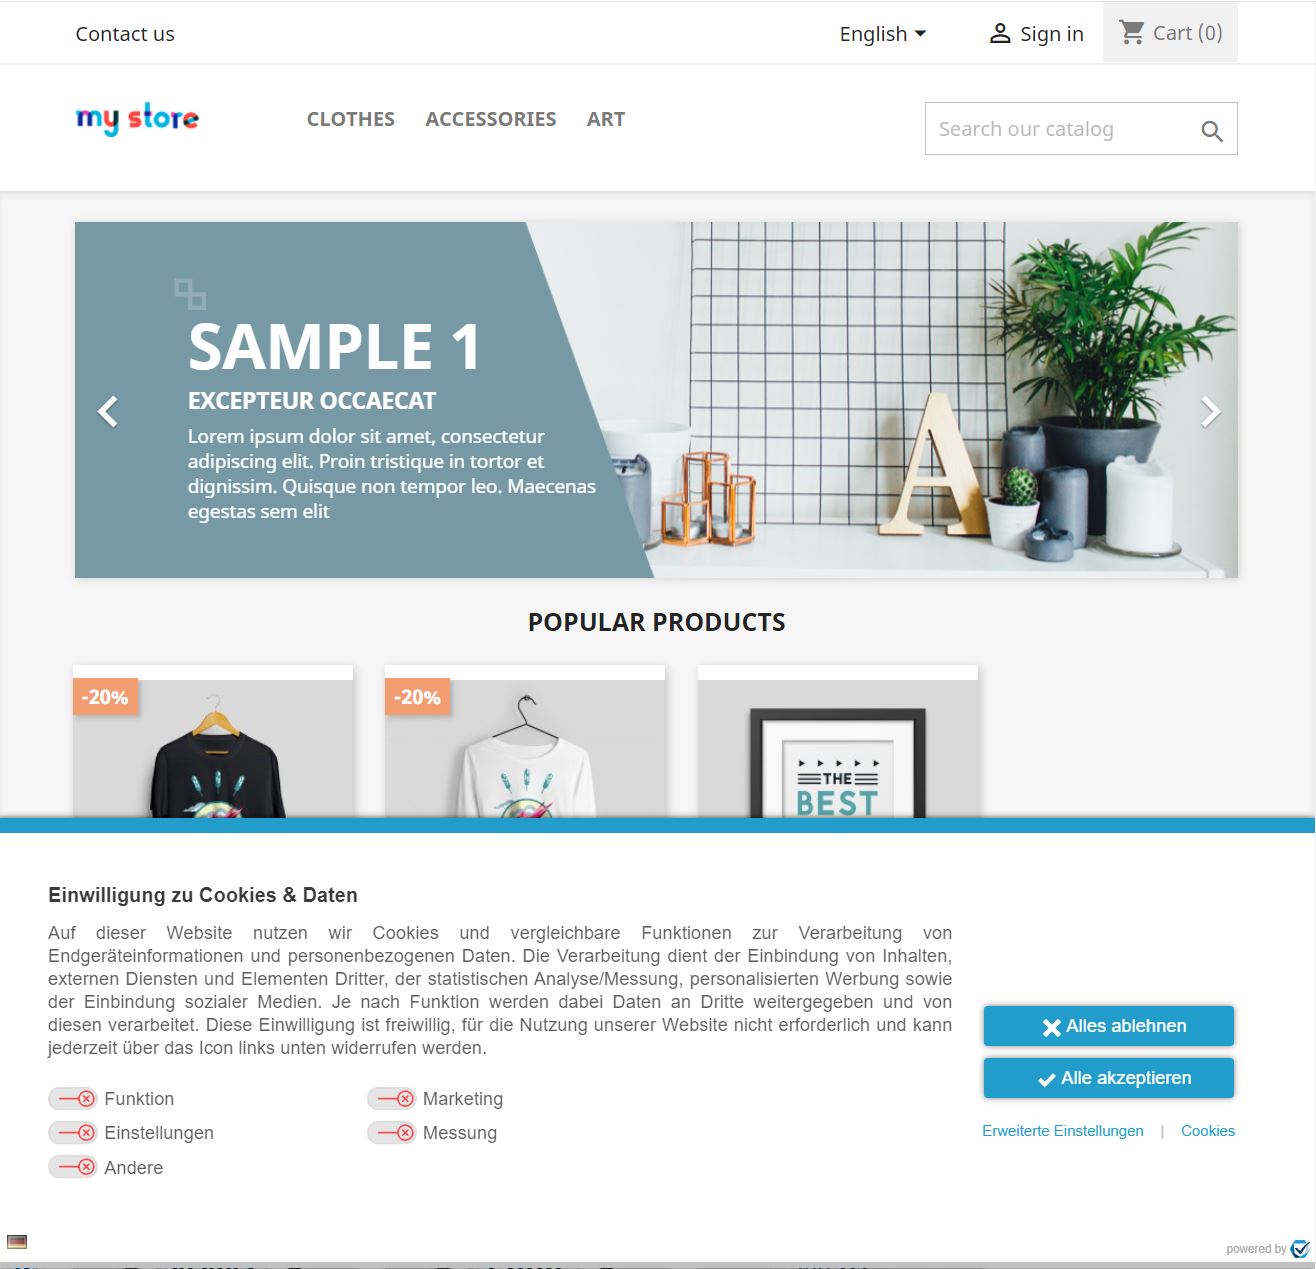 Contact us
English
Sign in
Cart (0)
my store
CLOTHES
ACCESSORIES
ART
Search our catalog
SAMPLE 1
EXCEPTEUR OCCAECAT
Lorem ipsum dolor sit amet, consectetur
adipiscing elit. Proin tristique in tortor et
dignissim. Quisque non tempor leo. Maecenas
egestas sem elit
A
POPULAR PRODUCTS
-20%
-20%
THE
BEST
Einwilligung zu Cookies & Daten
Auf dieser Website nutzen wir Cookies und vergleichbare Funktionen zur Verarbeitung von
Endgeräteinformationen und personenbezogenen Daten. Die Verarbeitung dient der Einbindung von Inhalten,
externen Diensten und Elementen Dritter, der statistischen Analyse/Messung, personalisierten Werbung sowie
der Einbindung sozialer Medien. Je nach Funktion werden dabei Daten an Dritte weitergegeben und von
diesen verarbeitet. Diese Einwilligung ist freiwillig, für die Nutzung unserer Website nicht erforderlich und kann
jederzeit über das Icon links unten widerrufen werden.
Alles ablehnen
Alle akzeptieren
Erweiterte Einstellungen | Cookies
Funktion
Marketing
Einstellungen
Messung
Andere
powered by